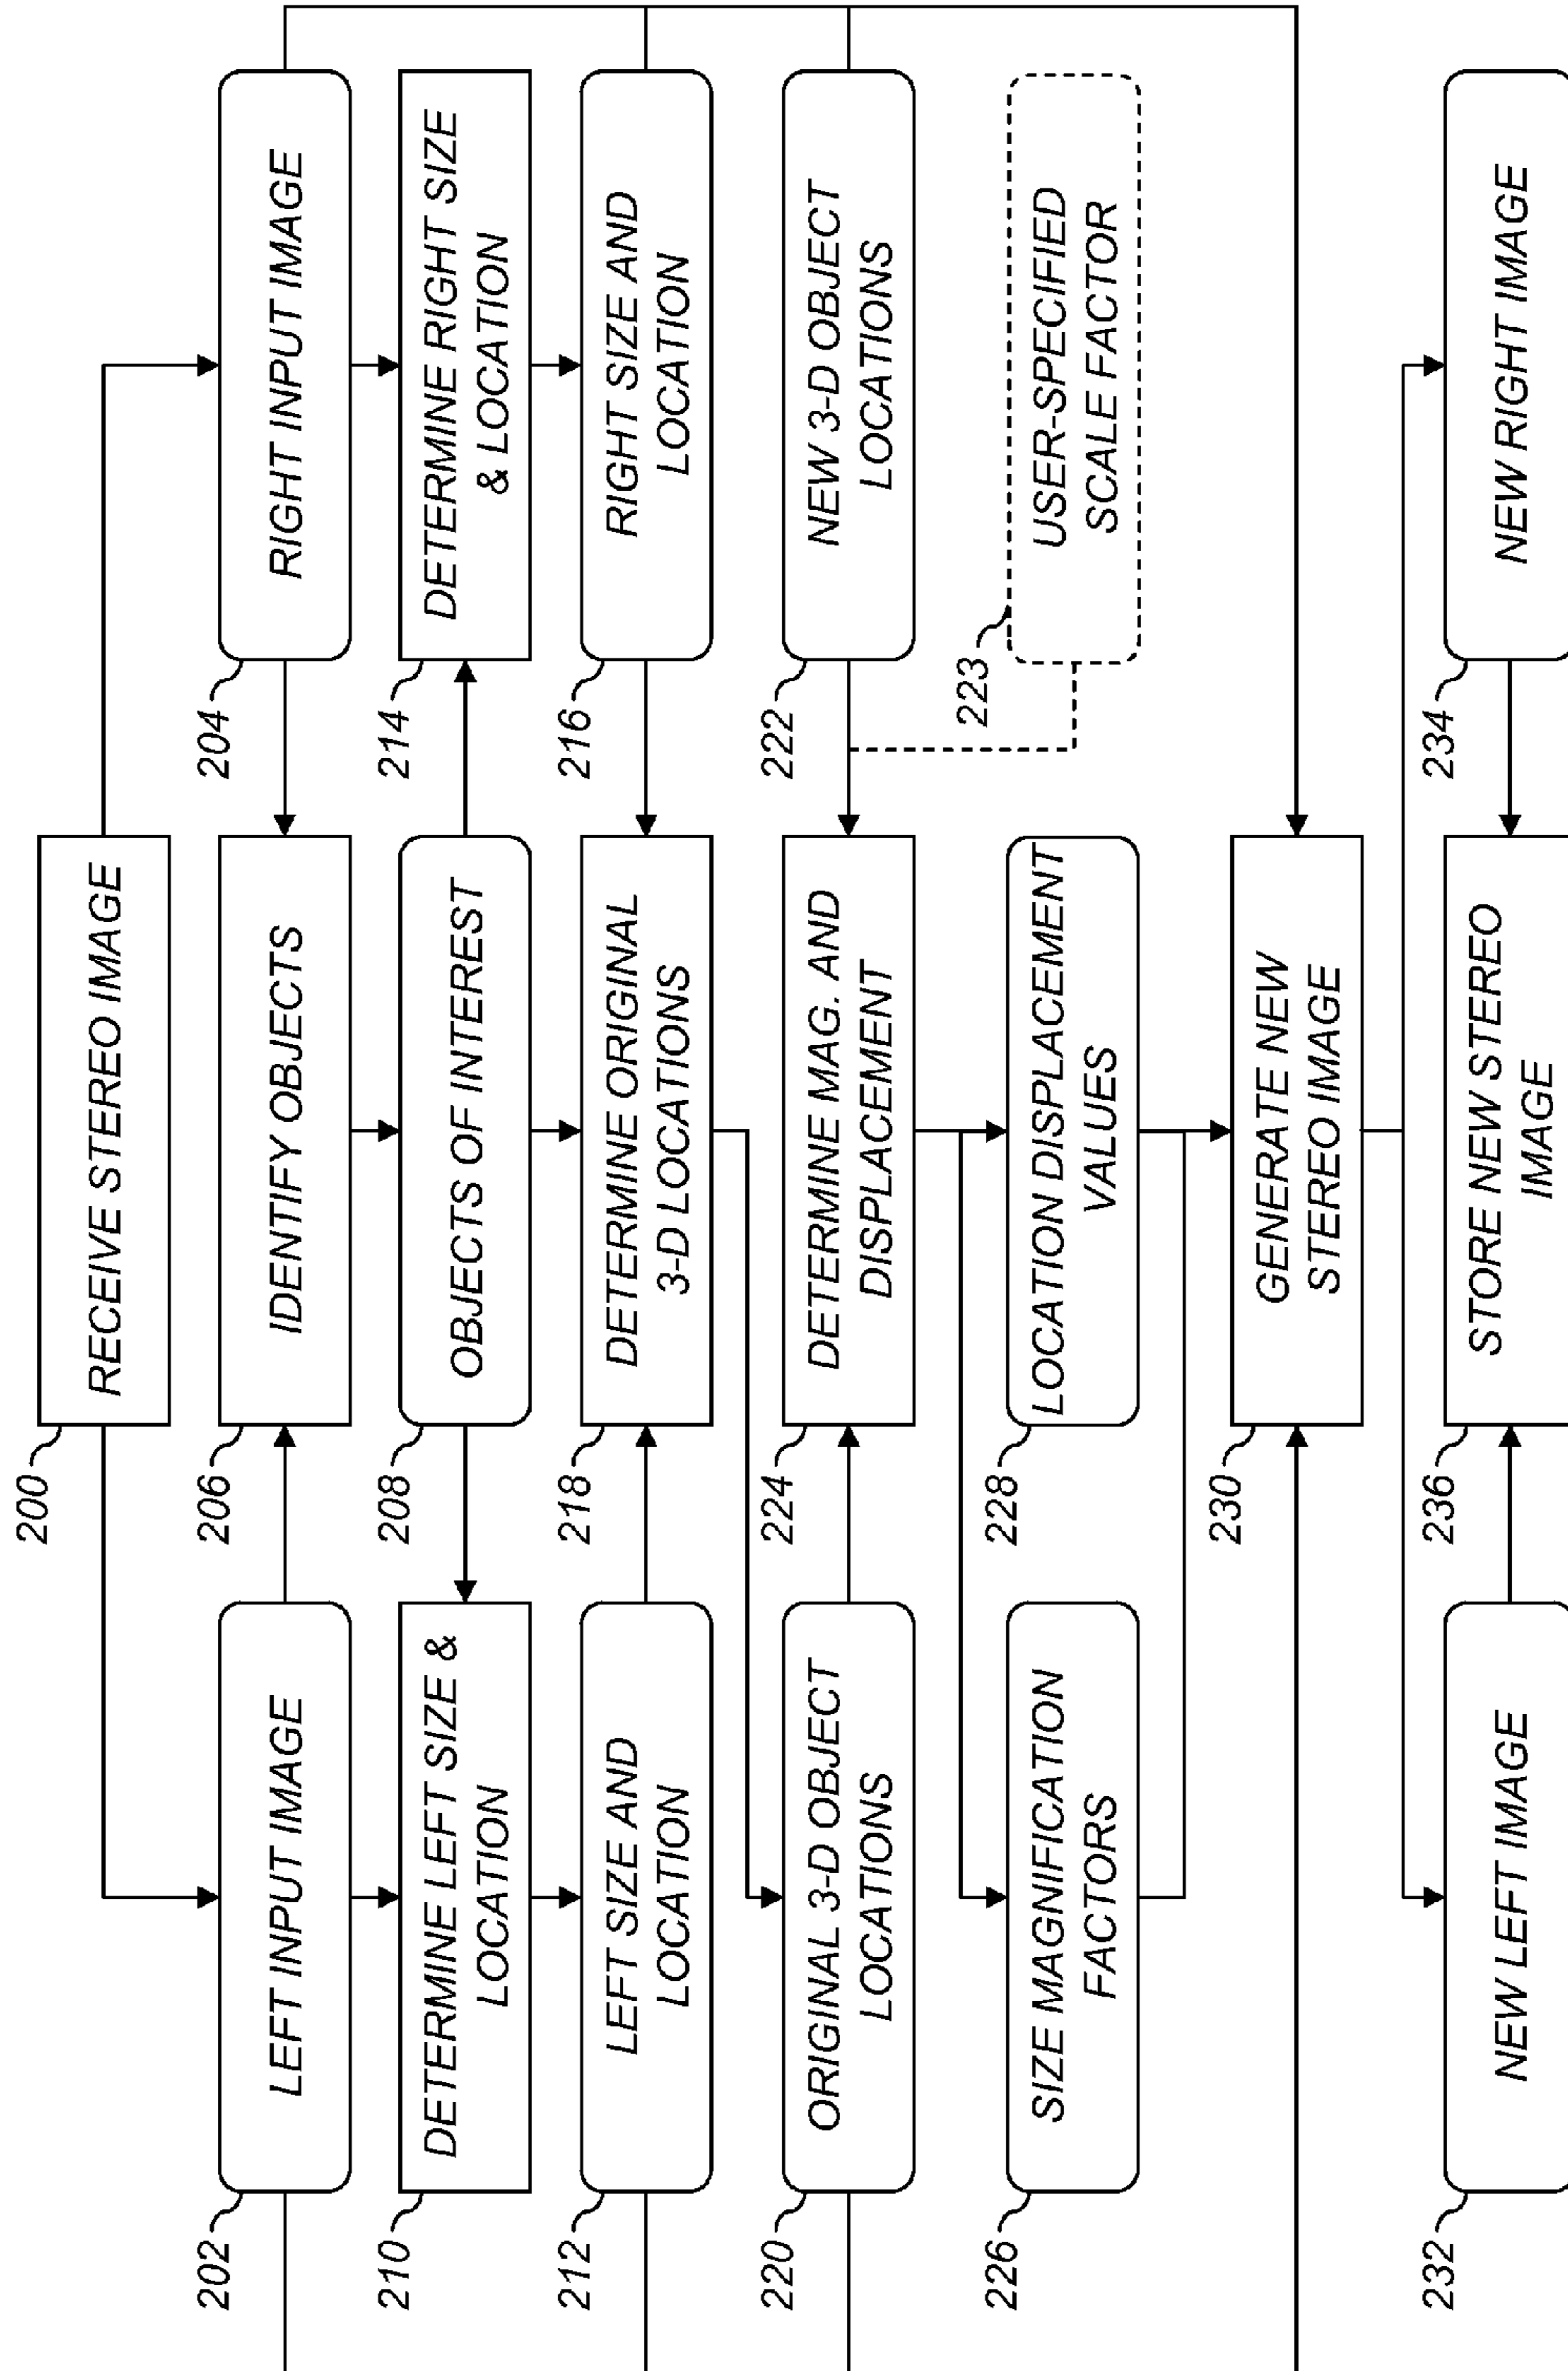 200
RECEIVE STEREO IMAGE
202
LEFT INPUT IMAGE
206
IDENTIFY OBJECTS
204
RIGHT INPUT IMAGE
210
DETERMINE LEFT SIZE &
LOCATION
208
OBJECTS OF INTEREST
214
DETERMINE RIGHT SIZE
& LOCATION
212
LEFT SIZE AND
LOCATION
218
DETERMINE ORIGINAL
3-D LOCATIONS
216
RIGHT SIZE AND
LOCATION
220
ORIGINAL 3-D OBJECT
LOCATIONS
224
DETERMINE MAG. AND
DISPLACEMENT
222
NEW 3-D OBJECT
LOCATIONS
226
SIZE MAGNIFICATION
FACTORS
228
LOCATION DISPLACEMENT
VALUES
223
USER-SPECIFIED
SCALE FACTOR
230
GENERATE NEW
STEREO IMAGE
232
NEW LEFT IMAGE
236
STORE NEW STEREO
IMAGE
234
NEW RIGHT IMAGE